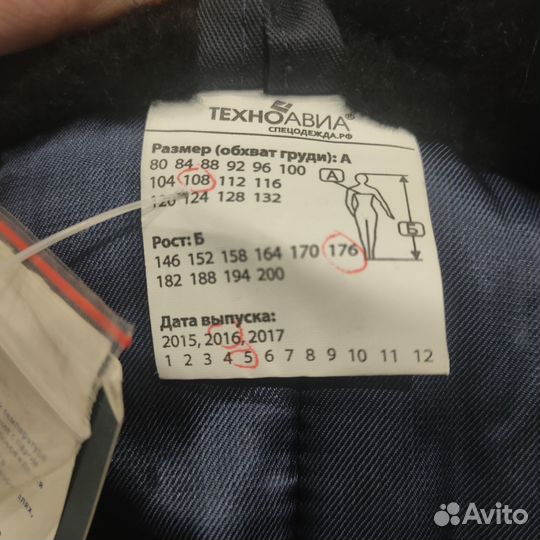 ТЕХНОАВИА®
СПЕЦОДЕЖДА.РФ
Размер (обхват груди): А
80 84 88 92 96 100
104 108 112 116
120 124 128 132
А
Б
Рост: Б
146 152 158 164 170 176
182 188 194 200
Дата выпуска:
2015, 2016, 2017
1 2 3 4 5 6 7 8 9 10 11 12
Avito